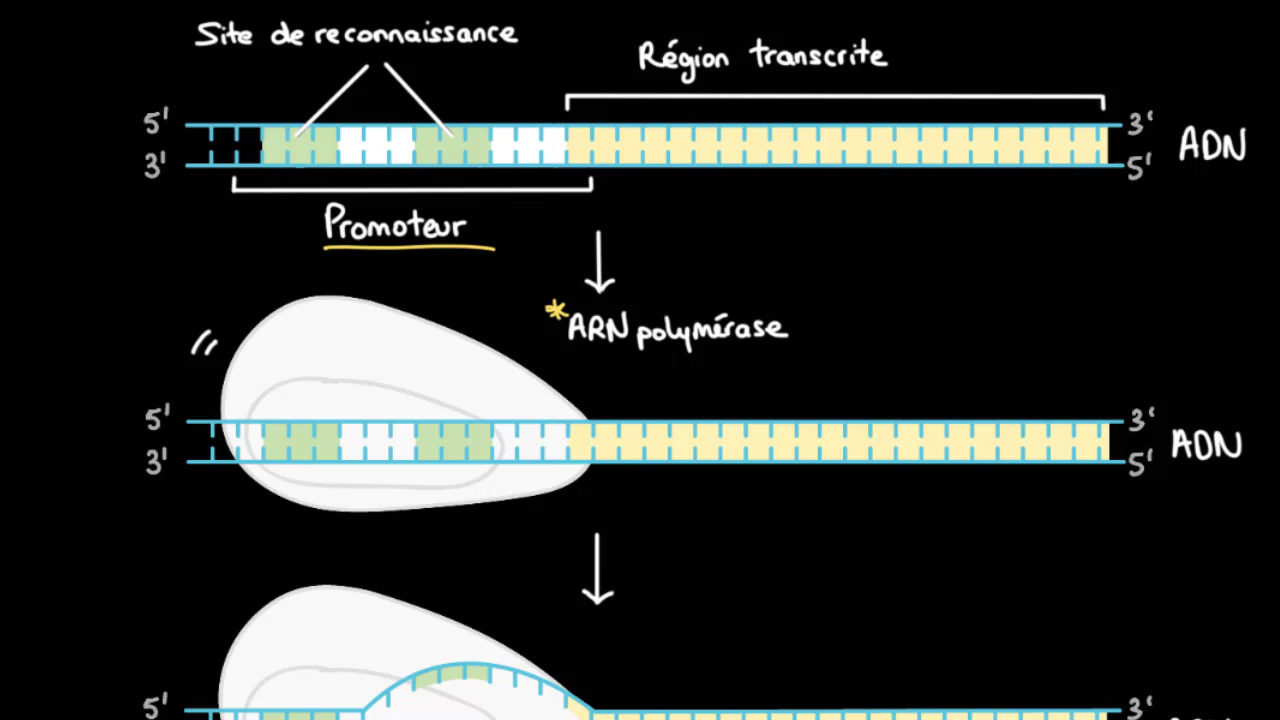 Site de reconnaissance
Région transcrite
5' 3'
ADN
3' 5'
Promoteur
*ARN polymérase
5' 3'
ADN
3' 5'
5' 3'